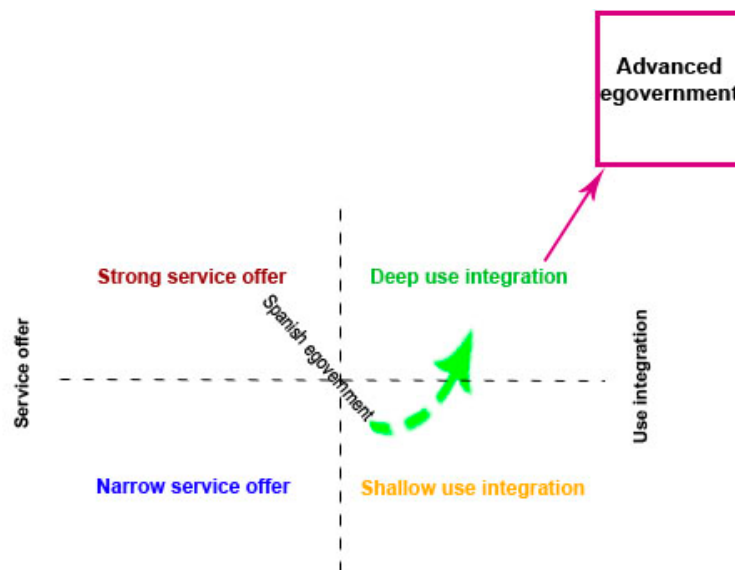 Advanced
egovernment
Strong service offer
Deep use integration
Spanish egovernment
Service offer
Use integration
Narrow service offer
Shallow use integration